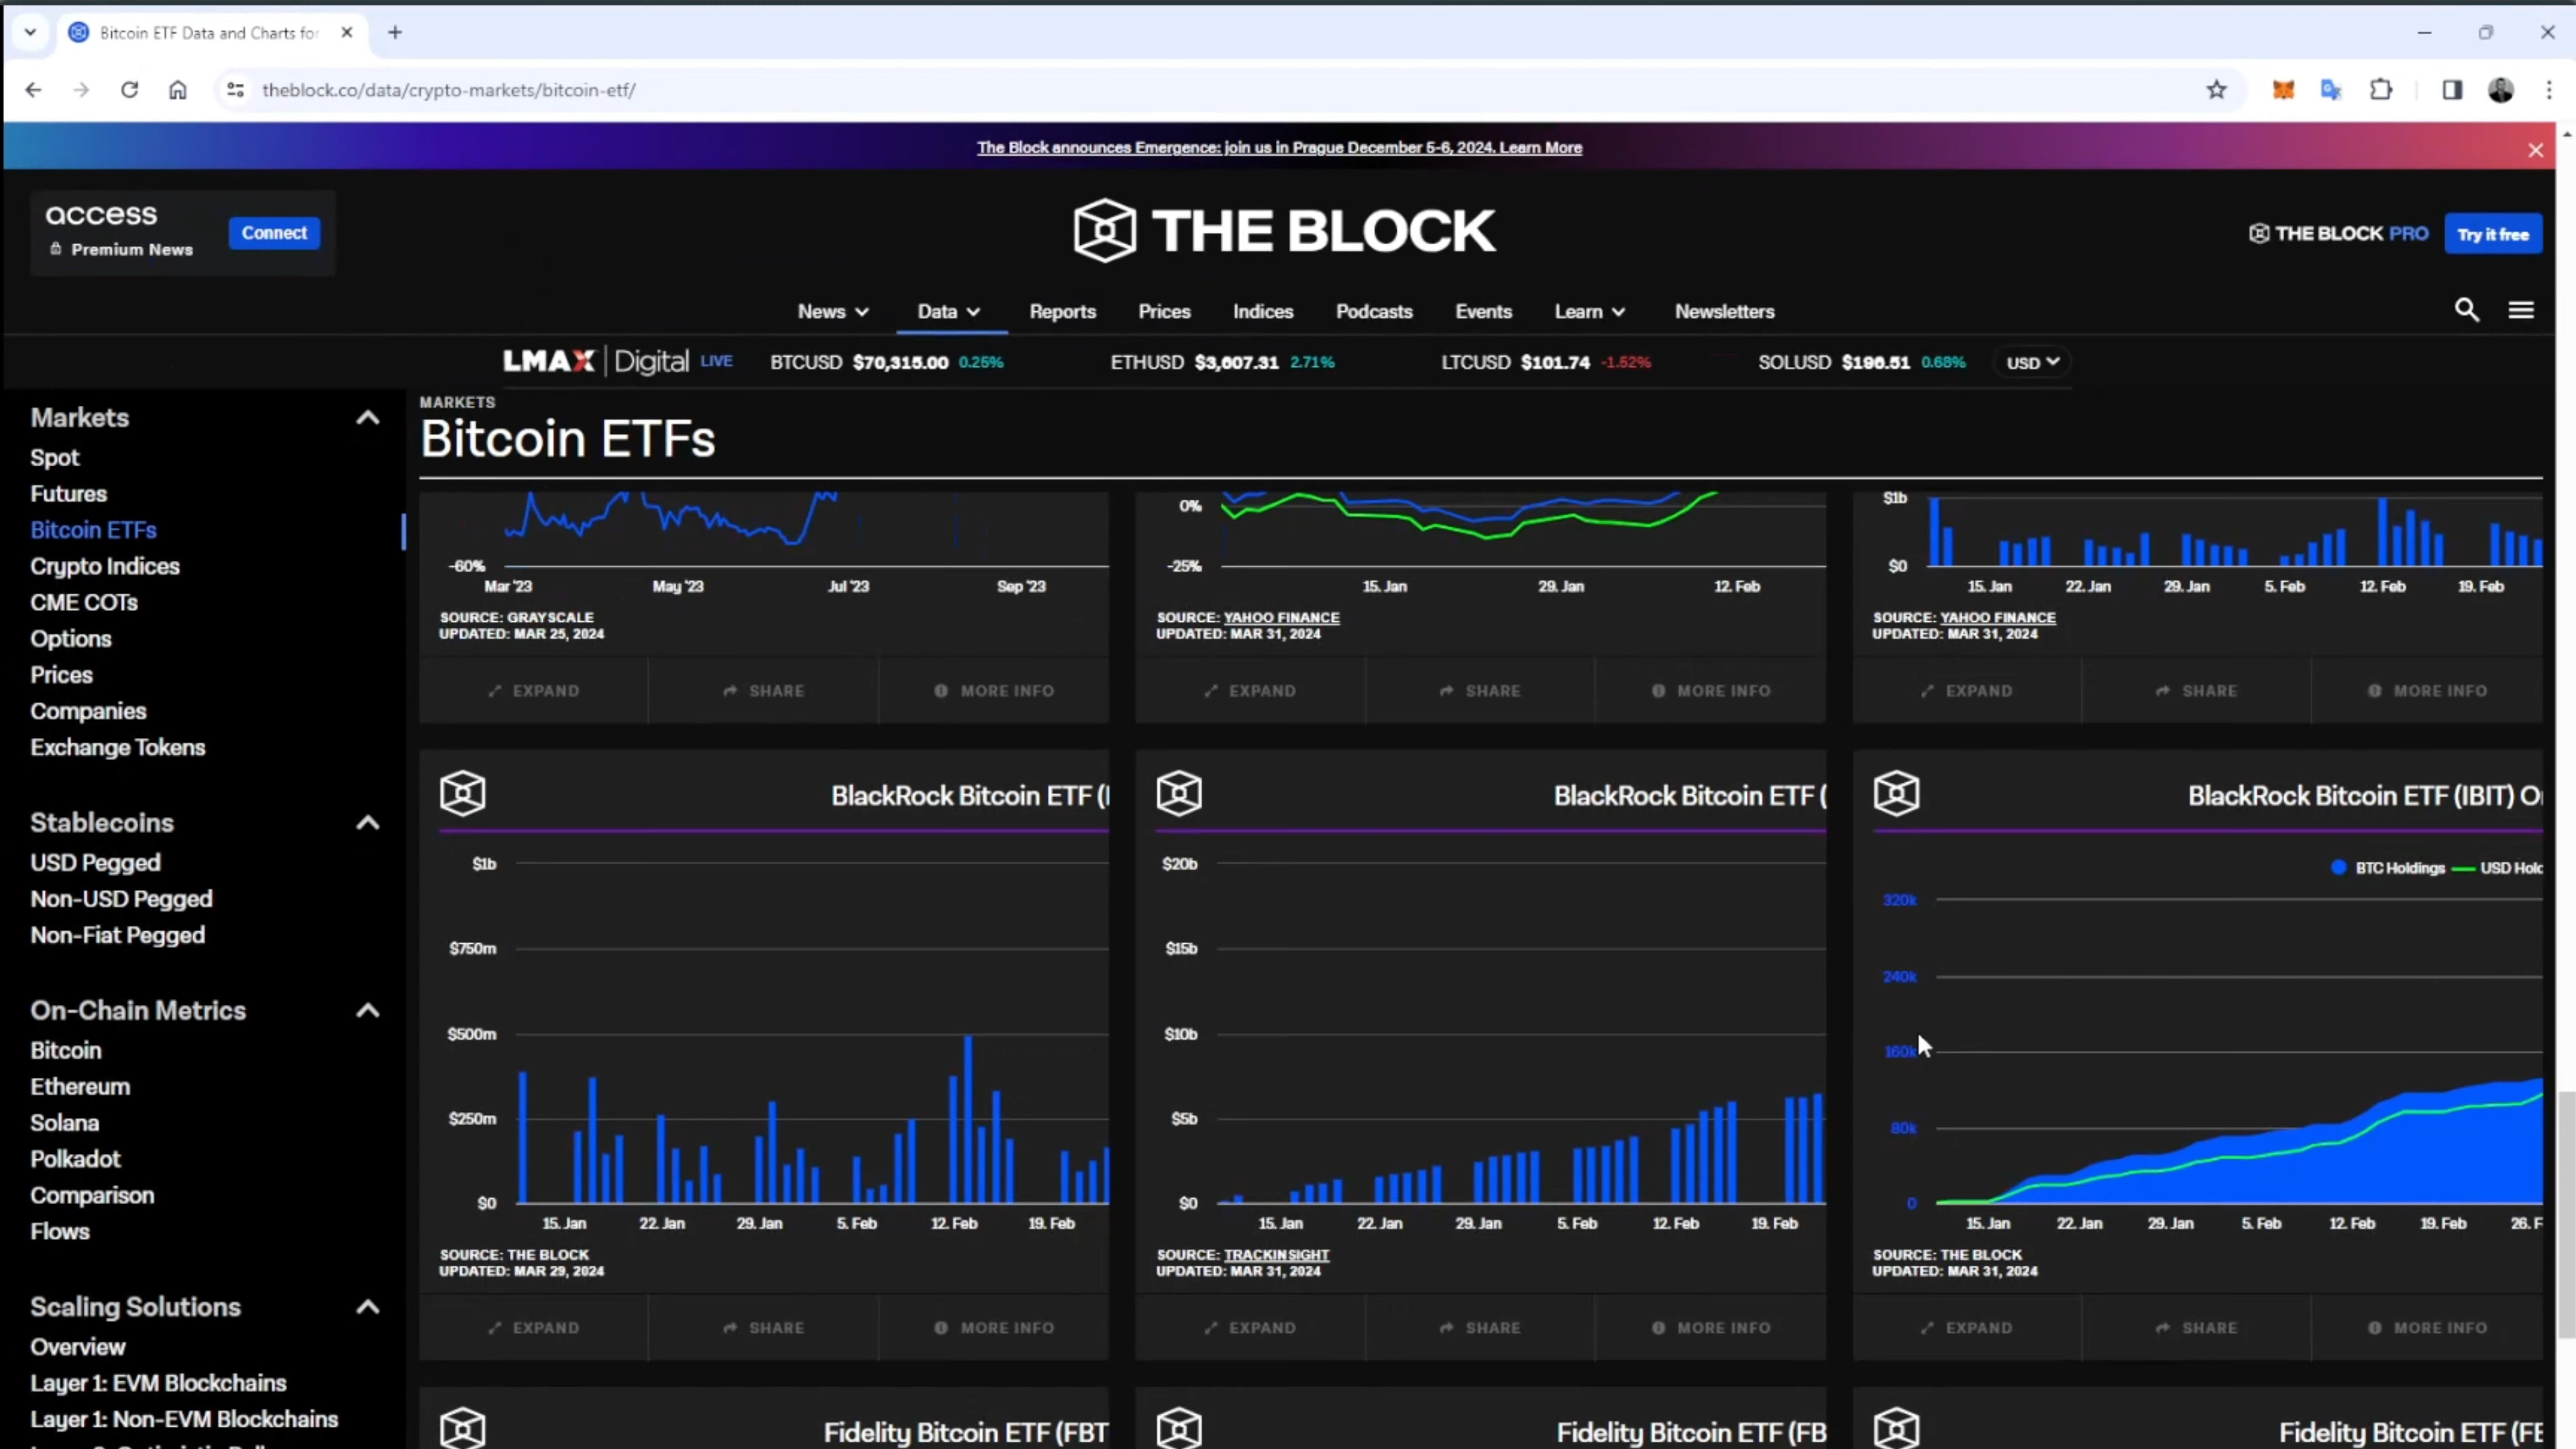 Bitcoin ETF Data and Charts for
theblock.co/data/crypto-markets/bitcoin-etf/
The Block announces Emergence: join us in Prague December 5-6, 2024. Learn More
access
Premium News
Connect
THE BLOCK
THE BLOCK PRO
Try it free
News
Data
Reports
Prices
Indices
Podcasts
Events
Learn
Newsletters
LMAX Digital LIVE
BTCUSD $70,315.00 0.25%
ETHUSD $3,607.31 2.71%
LTCUSD $101.74 -1.52%
SOLUSD $196.51 0.68%
USD
Markets
Spot
Futures
Bitcoin ETFs
Crypto Indices
CME COTs
Options
Prices
Companies
Exchange Tokens
Stablecoins
USD Pegged
Non-USD Pegged
Non-Fiat Pegged
On-Chain Metrics
Bitcoin
Ethereum
Solana
Polkadot
Comparison
Flows
Scaling Solutions
Overview
Layer 1: EVM Blockchains
Layer 1: Non-EVM Blockchains
MARKETS
Bitcoin ETFs
-60%
Mar '23 May '23 Jul '23 Sep '23
SOURCE: GRAYSCALE
UPDATED: MAR 25, 2024
EXPAND SHARE MORE INFO
0%
-25%
15. Jan 29. Jan 12. Feb
SOURCE: YAHOO FINANCE
UPDATED: MAR 31, 2024
EXPAND SHARE MORE INFO
$1b
$0
15. Jan 22. Jan 29. Jan 5. Feb 12. Feb 19. Feb
SOURCE: YAHOO FINANCE
UPDATED: MAR 31, 2024
EXPAND SHARE MORE INFO
BlackRock Bitcoin ETF (
$1b
$750m
$500m
$250m
$0
15. Jan 22. Jan 29. Jan 5. Feb 12. Feb 19. Feb
SOURCE: THE BLOCK
UPDATED: MAR 29, 2024
EXPAND SHARE MORE INFO
BlackRock Bitcoin ETF (
$20b
$15b
$10b
$5b
$0
15. Jan 22. Jan 29. Jan 5. Feb 12. Feb 19. Feb
SOURCE: TRACKINSIGHT
UPDATED: MAR 31, 2024
EXPAND SHARE MORE INFO
BlackRock Bitcoin ETF (IBIT) O
BTC Holdings USD Hol
320k
240k
160k
80k
0
15. Jan 22. Jan 29. Jan 5. Feb 12. Feb 19. Feb 26. F
SOURCE: THE BLOCK
UPDATED: MAR 31, 2024
EXPAND SHARE MORE INFO
Fidelity Bitcoin ETF (FBT
Fidelity Bitcoin ETF (FB
Fidelity Bitcoin ETF (FB